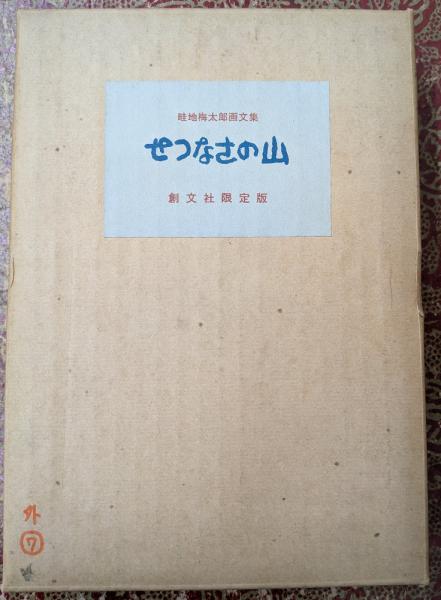 畦地梅太郎画文集
せつなさの山
創文社限定版
外
7